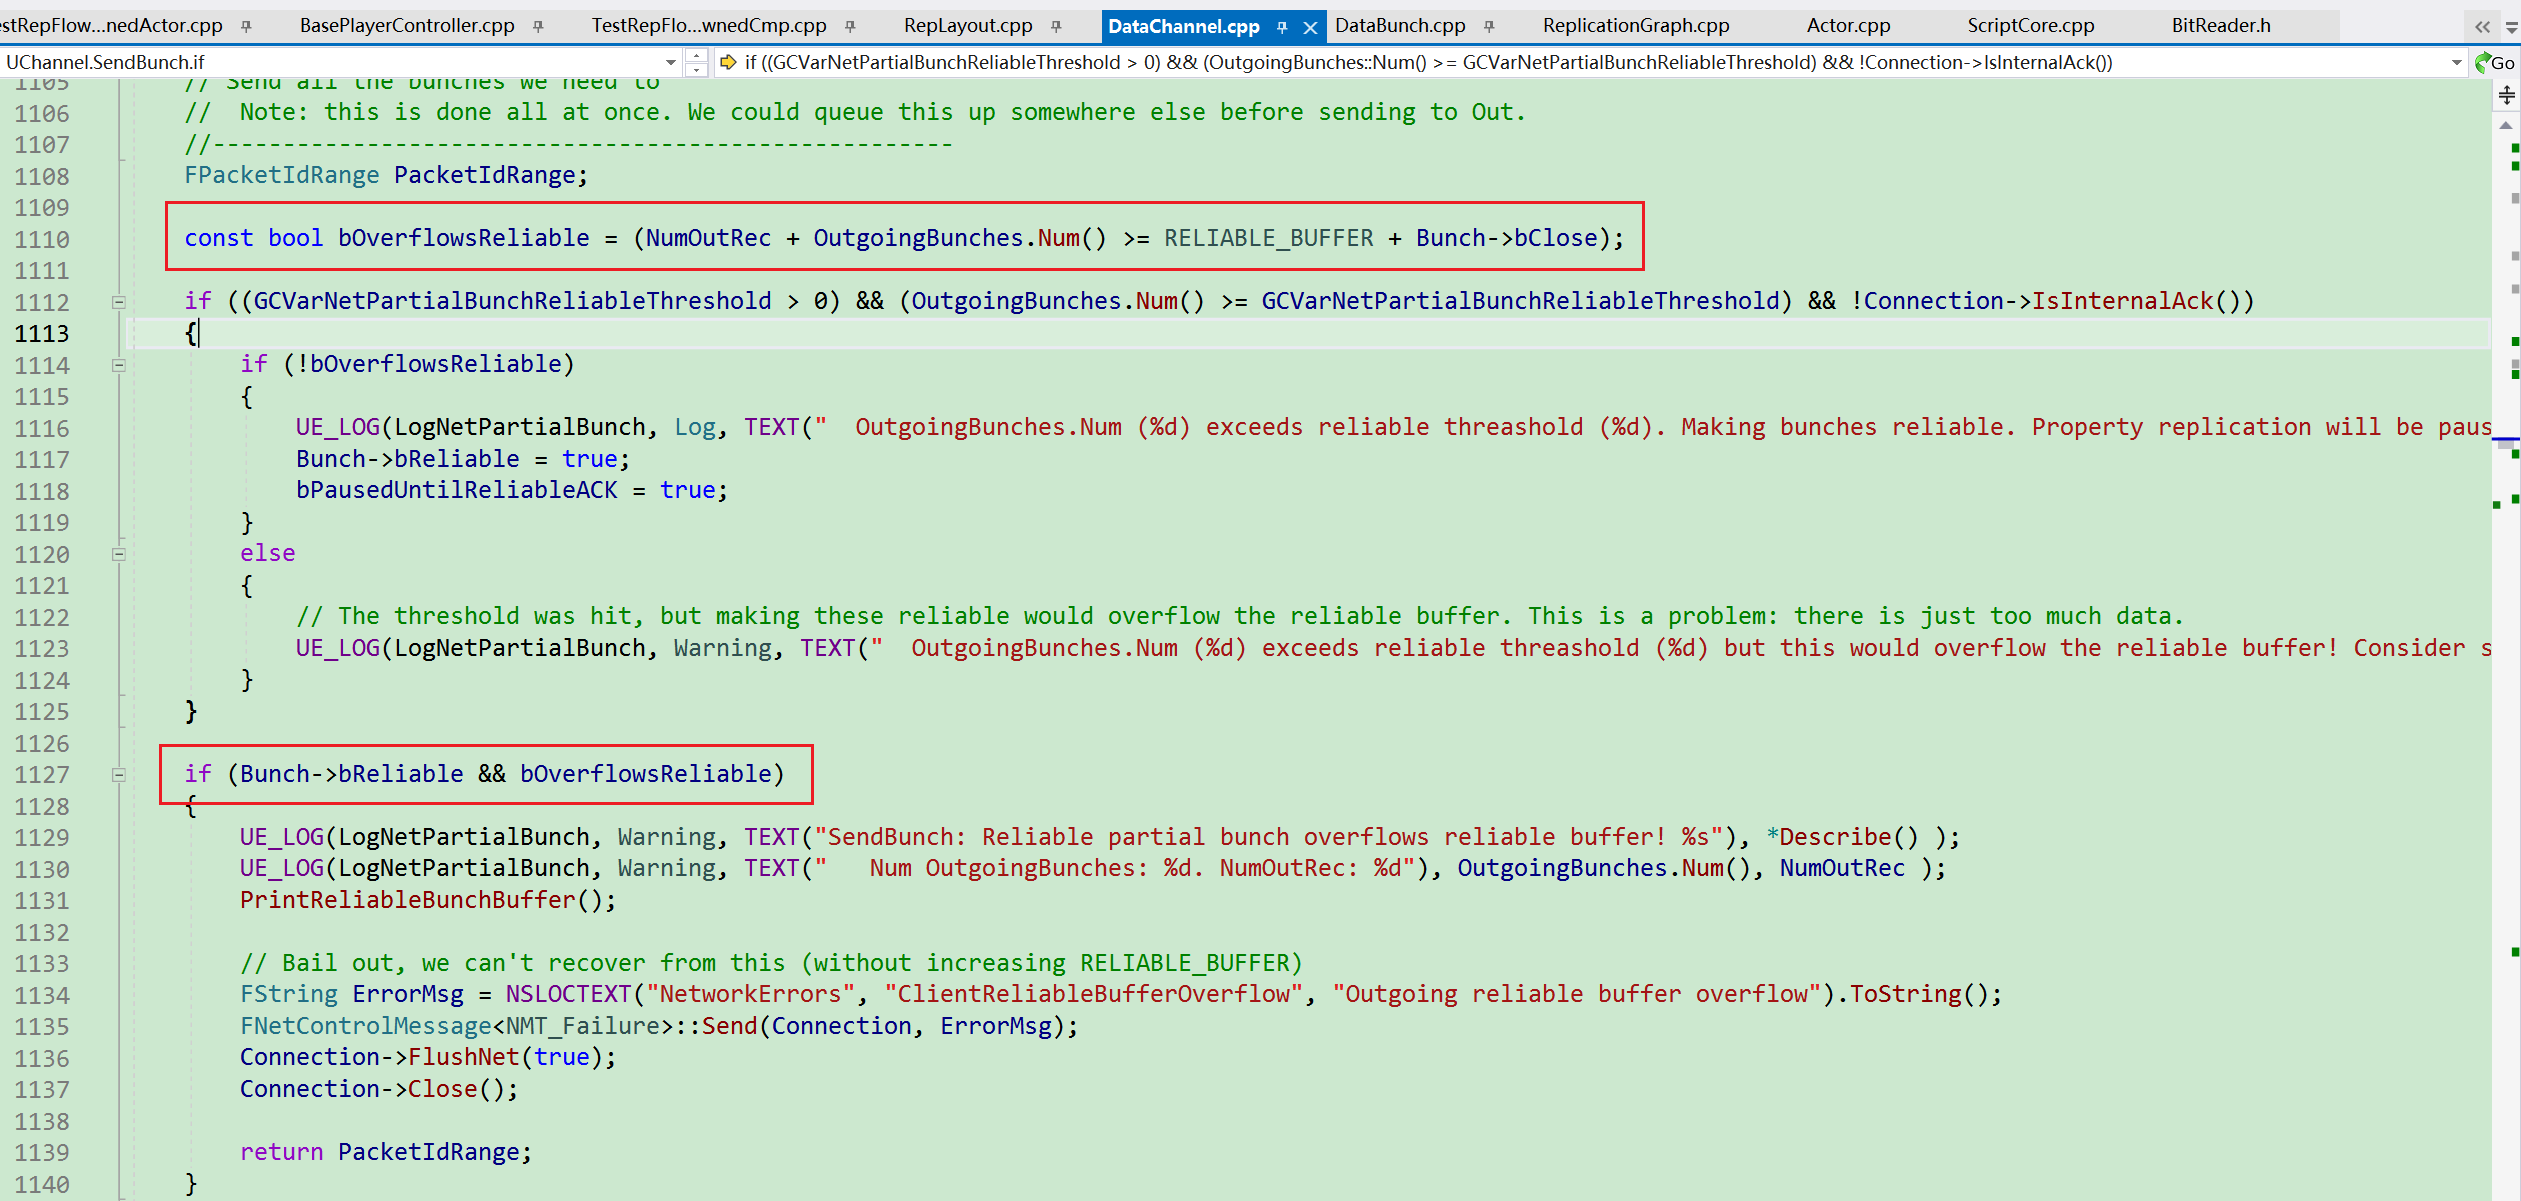 estRepFlow...nedActor.cpp BasePlayerController.cpp TestRepFlo...wnedCmp.cpp RepLayout.cpp DataChannel.cpp DataBunch.cpp ReplicationGraph.cpp Actor.cpp ScriptCore.cpp BitReader.h
UChannel.SendBunch.if if ((GCVarNetPartialBunchReliableThreshold > 0) && (OutgoingBunches::Num() >= GCVarNetPartialBunchReliableThreshold) && !Connection->IsInternalAck()) Go
1105 // Send all the bunches we need to
1106 //  Note: this is done all at once. We could queue this up somewhere else before sending to Out.
1107 //-----------------------------------------------------
1108 FPacketIdRange PacketIdRange;
1109
1110 const bool bOverflowsReliable = (NumOutRec + OutgoingBunches.Num() >= RELIABLE_BUFFER + Bunch->bClose);
1111
1112 if ((GCVarNetPartialBunchReliableThreshold > 0) && (OutgoingBunches.Num() >= GCVarNetPartialBunchReliableThreshold) && !Connection->IsInternalAck())
1113 {
1114 if (!bOverflowsReliable)
1115 {
1116 UE_LOG(LogNetPartialBunch, Log, TEXT("  OutgoingBunches.Num (%d) exceeds reliable threashold (%d). Making bunches reliable. Property replication will be paus
1117 Bunch->bReliable = true;
1118 bPausedUntilReliableACK = true;
1119 }
1120 else
1121 {
1122 // The threshold was hit, but making these reliable would overflow the reliable buffer. This is a problem: there is just too much data.
1123 UE_LOG(LogNetPartialBunch, Warning, TEXT("  OutgoingBunches.Num (%d) exceeds reliable threashold (%d) but this would overflow the reliable buffer! Consider s
1124 }
1125 }
1126
1127 if (Bunch->bReliable && bOverflowsReliable)
1128 {
1129 UE_LOG(LogNetPartialBunch, Warning, TEXT("SendBunch: Reliable partial bunch overflows reliable buffer! %s"), *Describe() );
1130 UE_LOG(LogNetPartialBunch, Warning, TEXT("   Num OutgoingBunches: %d. NumOutRec: %d"), OutgoingBunches.Num(), NumOutRec );
1131 PrintReliableBunchBuffer();
1132
1133 // Bail out, we can't recover from this (without increasing RELIABLE_BUFFER)
1134 FString ErrorMsg = NSLOCTEXT("NetworkErrors", "ClientReliableBufferOverflow", "Outgoing reliable buffer overflow").ToString();
1135 FNetControlMessage<NMT_Failure>::Send(Connection, ErrorMsg);
1136 Connection->FlushNet(true);
1137 Connection->Close();
1138
1139 return PacketIdRange;
1140 }